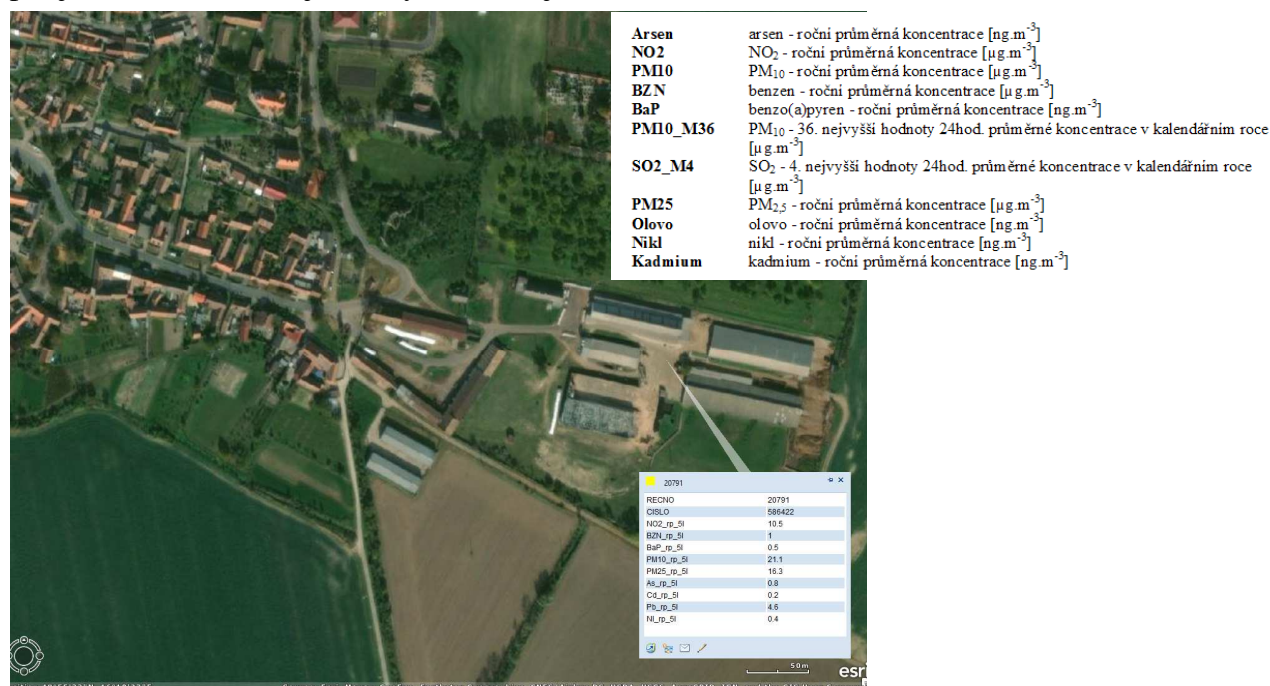 Arsen arsen - roční průměrná koncentrace [ng.m-3]
NO2 NO2 - roční průměrná koncentrace [µg.m-3]
PM10 PM10 - roční průměrná koncentrace [µg.m-3]
BZN benzen - roční průměrná koncentrace [µg.m-3]
BaP benzo(a)pyren - roční průměrná koncentrace [ng.m-3]
PM10_M36 PM10 - 36. nejvyšší hodnoty 24hod. průměrné koncentrace v kalendářním roce
[µg.m-3]
SO2_M4 SO2 - 4. nejvyšší hodnoty 24hod. průměrné koncentrace v kalendářním roce
[µg.m-3]
PM25 PM2,5 - roční průměrná koncentrace [µg.m-3]
Olovo olovo - roční průměrná koncentrace [ng.m-3]
Nikl nikl - roční průměrná koncentrace [ng.m-3]
Kadmium kadmium - roční průměrná koncentrace [ng.m-3]
20791
RECNO 20791
CISLO 586422
NO2_rp_5l 10.5
BZN_rp_5l 1
BaP_rp_5l 0.5
PM10_rp_5l 21.1
PM25_rp_5l 16.3
As_rp_5l 0.8
Cd_rp_5l 0.2
Pb_rp_5l 4.6
Ni_rp_5l 0.4
50 m
esri